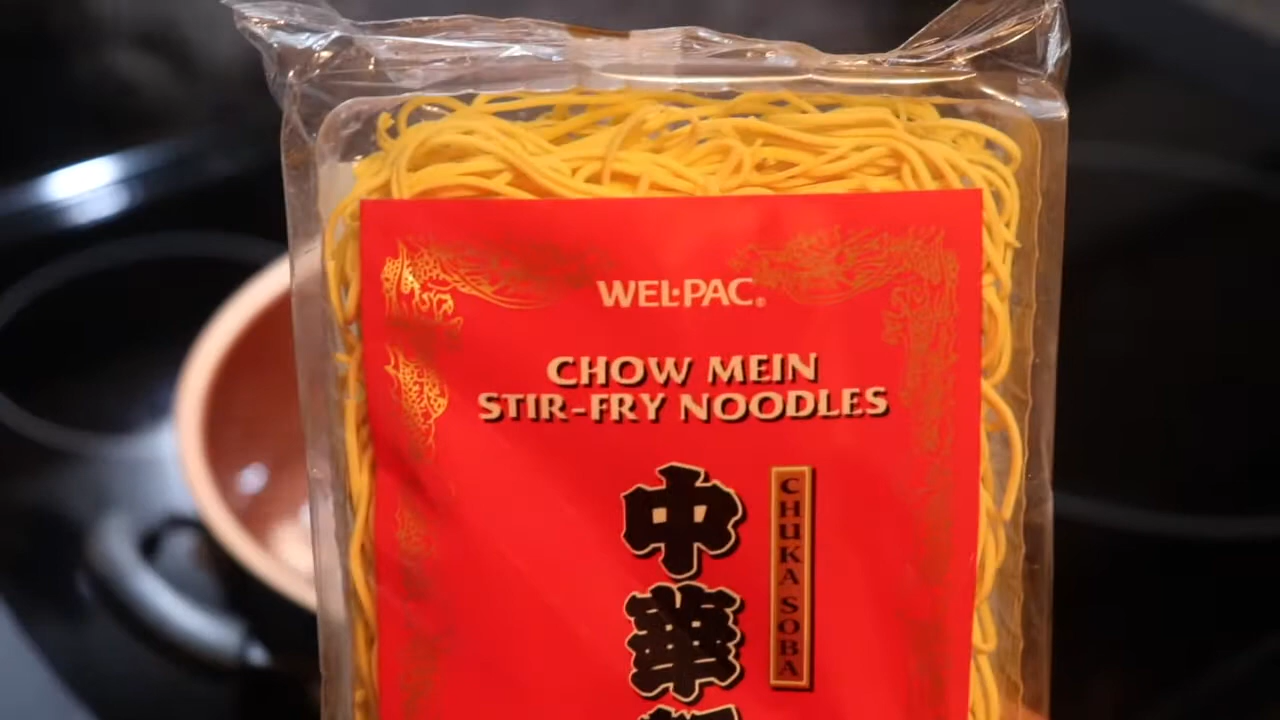 WEL·PAC®
CHOW MEIN
STIR-FRY NOODLES
中華
CHUKA SOBA